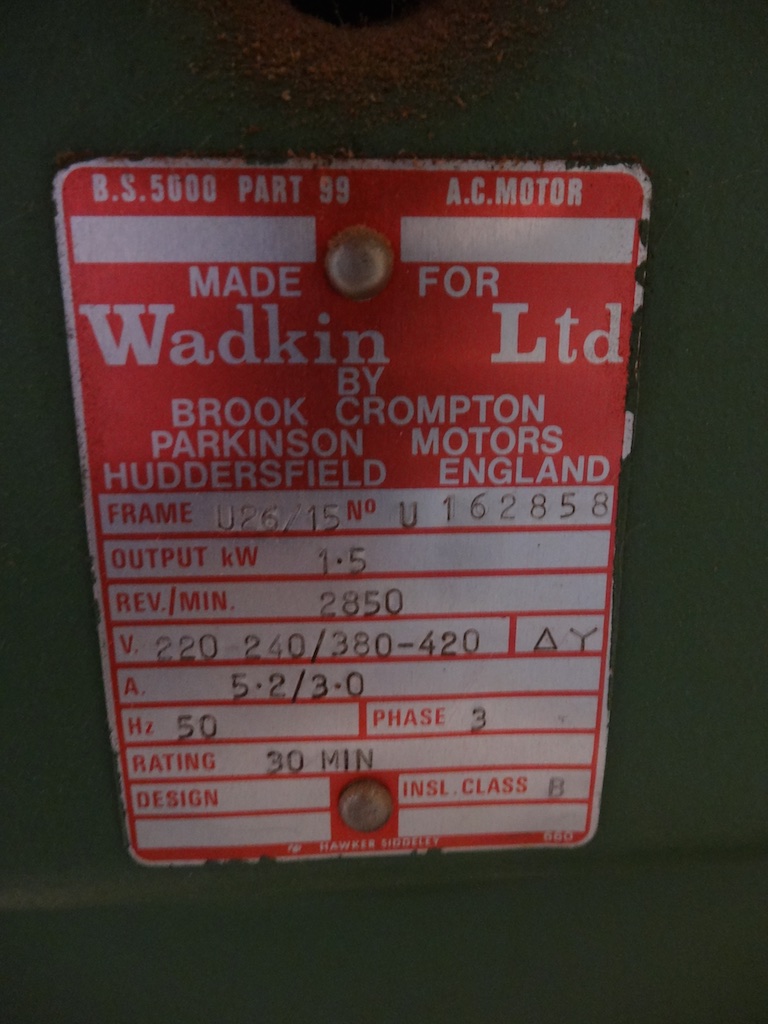 B.S.5000 PART 99 A.C.MOTOR
MADE FOR
Wadkin Ltd
BY
BROOK CROMPTON
PARKINSON MOTORS
HUDDERSFIELD ENGLAND
FRAME U26/15 Nº U 162858
OUTPUT kW 1·5
REV./MIN. 2850
V. 220 240/380-420 Δ Y
A. 5·2/3·0
Hz 50 PHASE 3
RATING 30 MIN
DESIGN INSL.CLASS B
HAWKER SIDDELEY 660